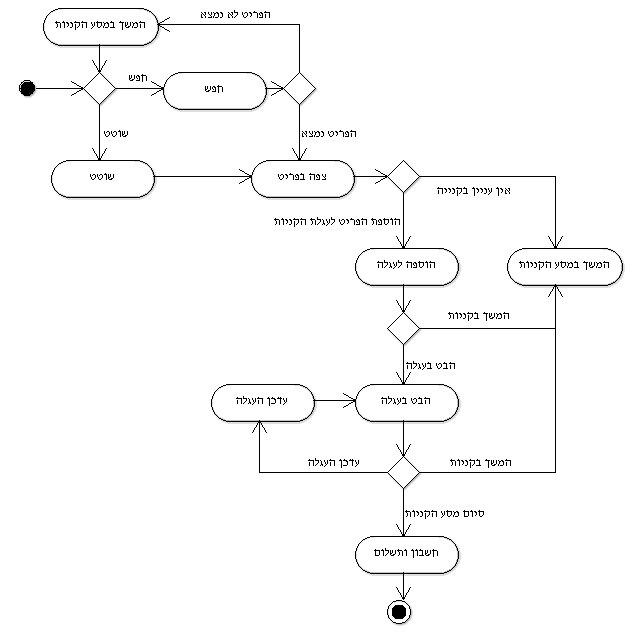 הפריט לא נמצא
המשך במסע הקניות
חפש
חפש
שוטט
הפריט נמצא
שוטט
צפה בפריט
אין עניין בקנייה
הוספת הפריט לעגלת הקניות
הוספה לעגלה
המשך במסע הקניות
המשך בקניות
הבט בעגלה
עדכן העגלה
הבט בעגלה
עדכן העגלה
המשך בקניות
סיום מסע הקניות
חשבון ותשלום